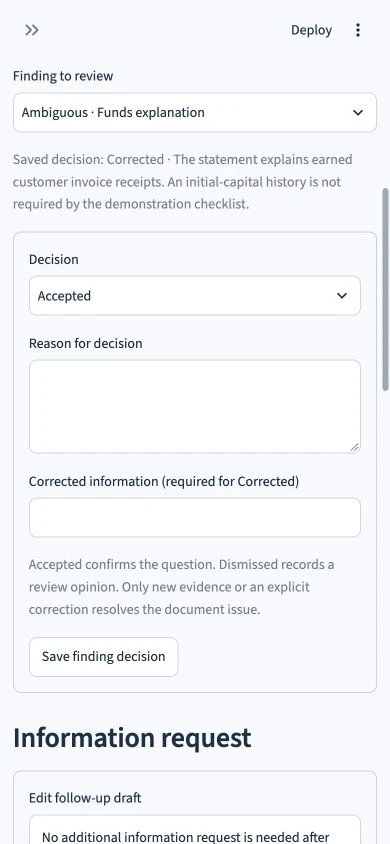 Deploy
Finding to review
Ambiguous · Funds explanation
Saved decision: Corrected · The statement explains earned
customer invoice receipts. An initial-capital history is not
required by the demonstration checklist.
Decision
Accepted
Reason for decision
Corrected information (required for Corrected)
Accepted confirms the question. Dismissed records a
review opinion. Only new evidence or an explicit
correction resolves the document issue.
Save finding decision
Information request
Edit follow-up draft
No additional information request is needed after